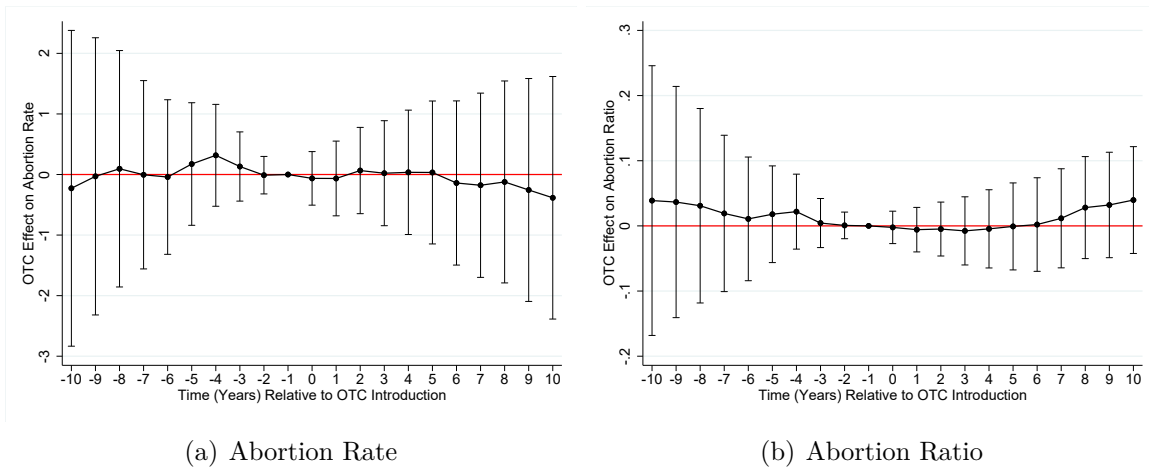 OTC Effect on Abortion Rate
2
1
0
-1
-2
-3
-10 -9 -8 -7 -6 -5 -4 -3 -2 -1 0 1 2 3 4 5 6 7 8 9 10
Time (Years) Relative to OTC Introduction
(a) Abortion Rate
OTC Effect on Abortion Ratio
.3
.2
.1
0
-.1
-.2
-10 -9 -8 -7 -6 -5 -4 -3 -2 -1 0 1 2 3 4 5 6 7 8 9 10
Time (Years) Relative to OTC Introduction
(b) Abortion Ratio